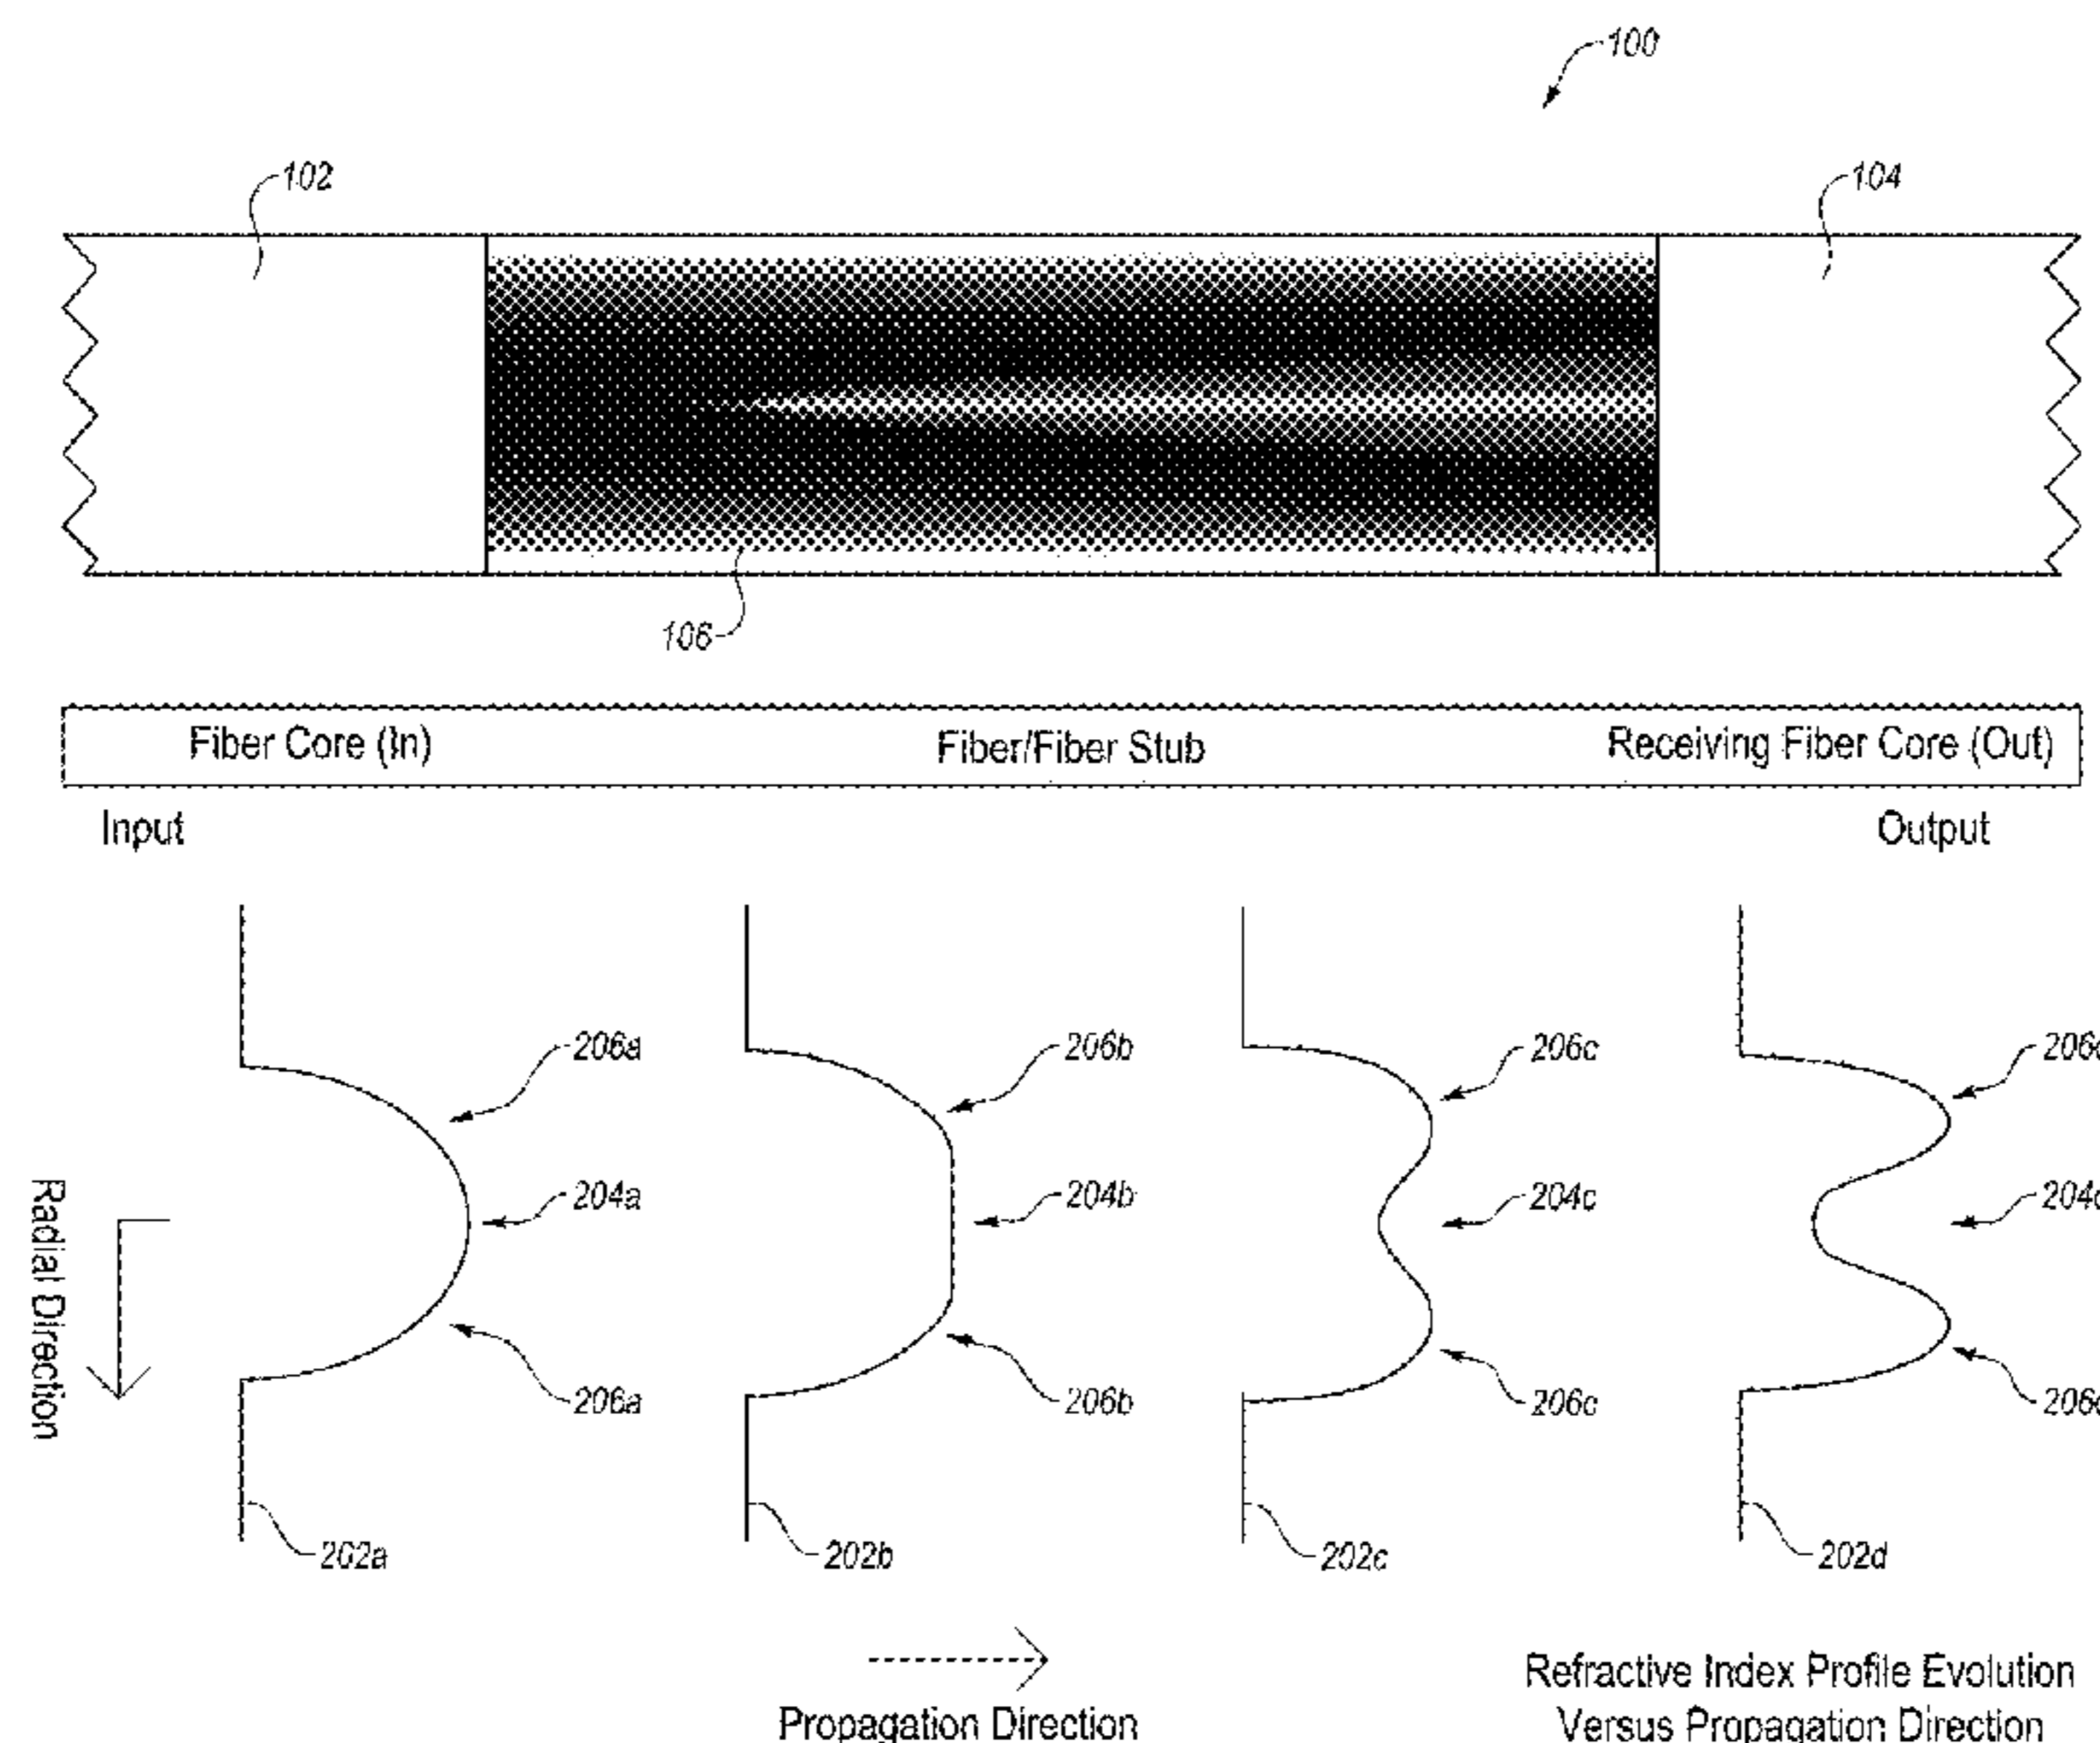 100
102
104
106
Fiber Core (In) Fiber/Fiber Stub Receiving Fiber Core (Out)
Input Output
206a 206b 206c
204a 204b 204c
Radial Direction
206a 206b 206c
202a 202b 202c 202d
Propagation Direction
Refractive Index Profile Evolution
Versus Propagation Direction